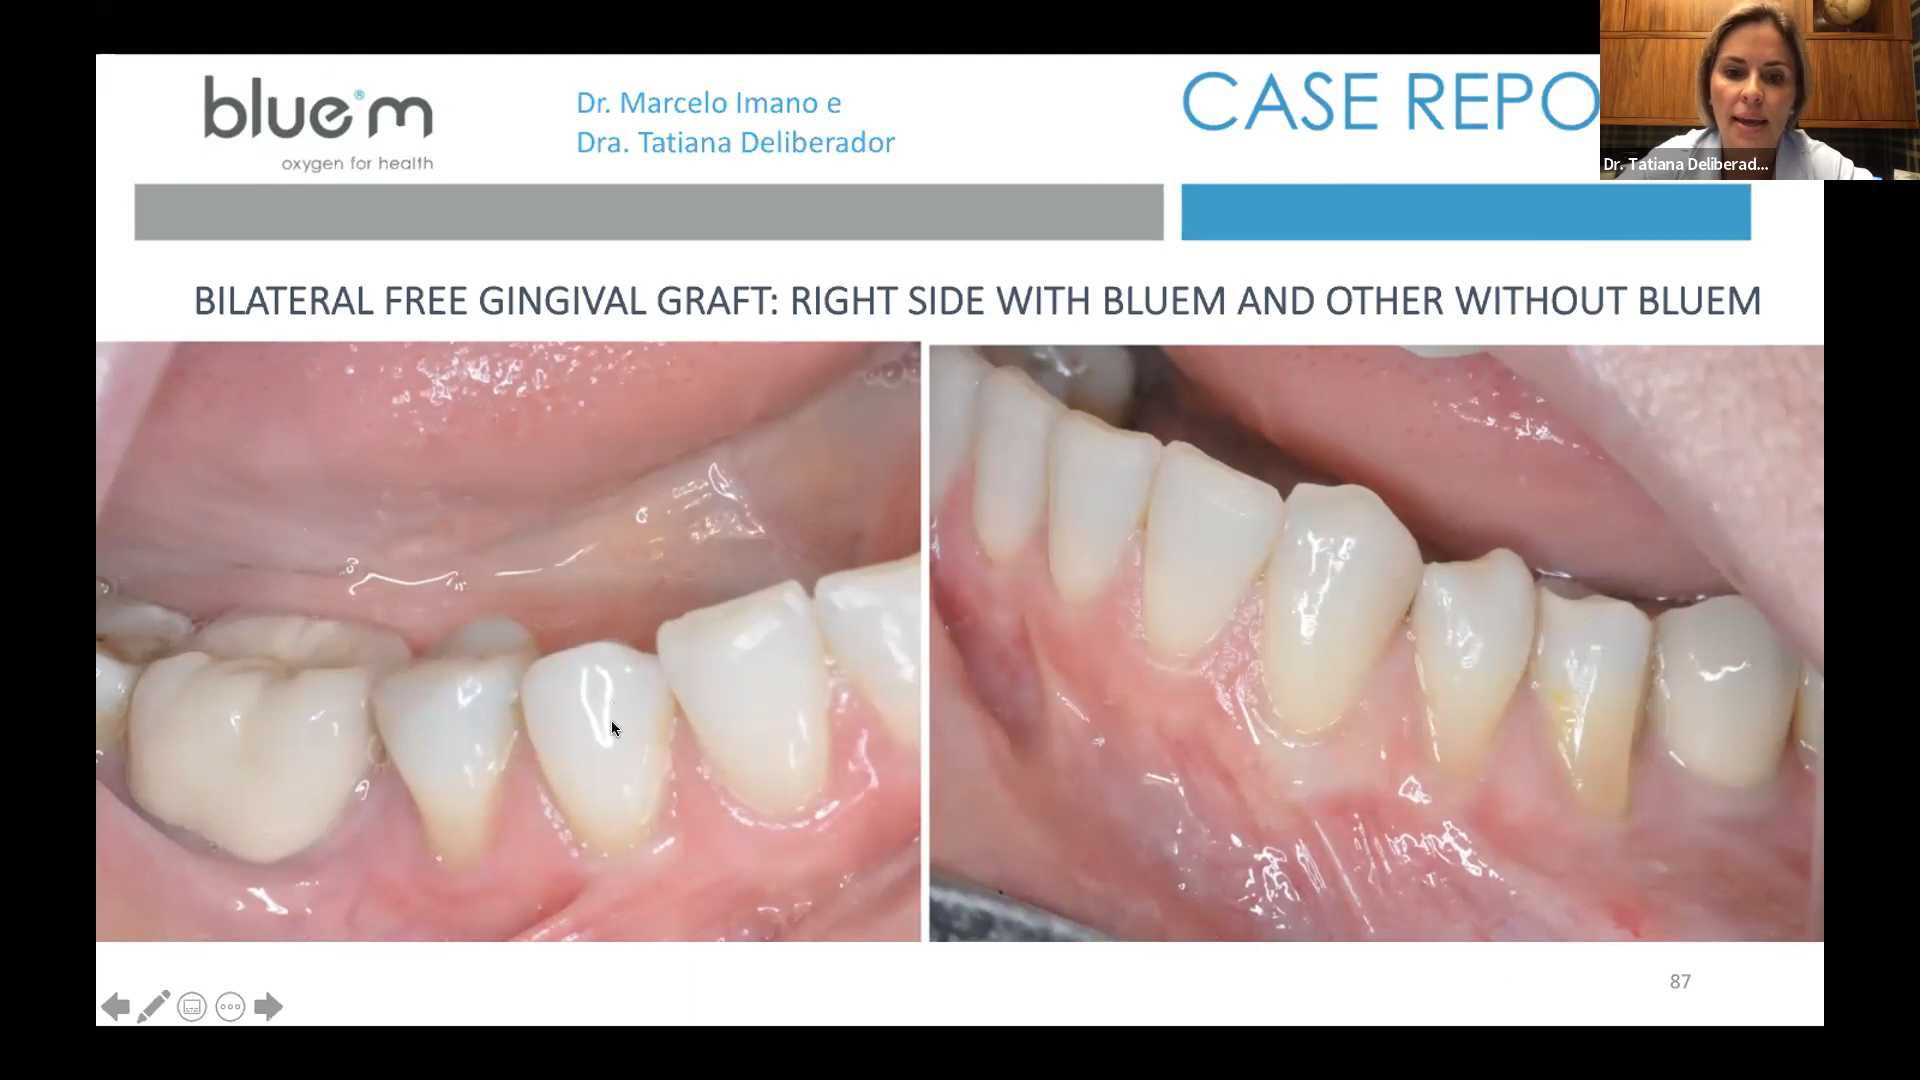 blue®m
oxygen for health
Dr. Marcelo Imano e
Dra. Tatiana Deliberador
CASE REPO
Dr. Tatiana Deliberad...
BILATERAL FREE GINGIVAL GRAFT: RIGHT SIDE WITH BLUEM AND OTHER WITHOUT BLUEM
87